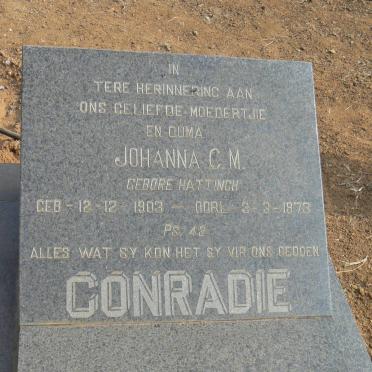 IN
TERE HERINNERING AAN
ONS GELIEFDE MOEDERTJIE
EN OUMA
JOHANNA C. M.
GEBORE HATTINGH
GEB - 12-12-1903 - OORL - 3-3-1973
PS. 42
ALLES WAT SY KON HET SY VIR ONS GEDOEN
CONRADIE